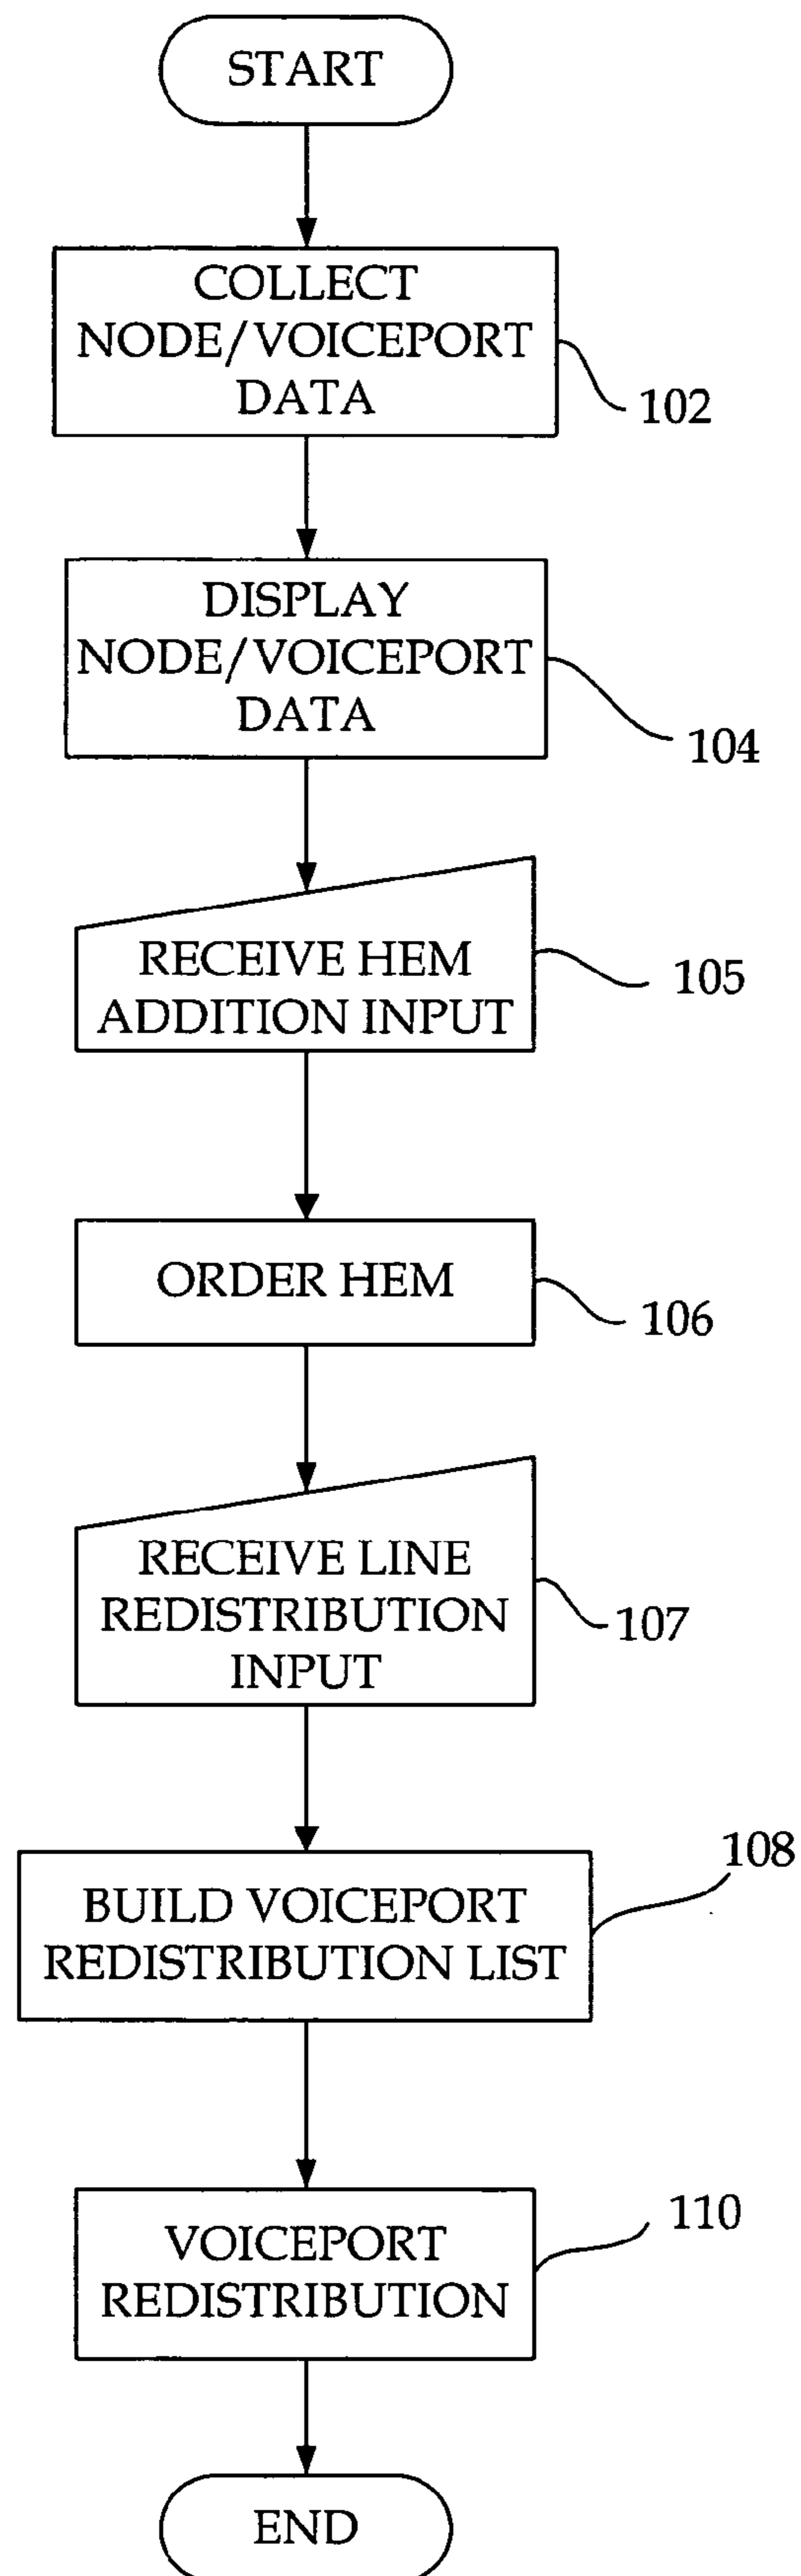 START
COLLECT
NODE/VOICEPORT
DATA
102
DISPLAY
NODE/VOICEPORT
DATA
104
RECEIVE HEM
ADDITION INPUT
105
ORDER HEM
106
RECEIVE LINE
REDISTRIBUTION
INPUT
107
108
BUILD VOICEPORT
REDISTRIBUTION LIST
110
VOICEPORT
REDISTRIBUTION
END